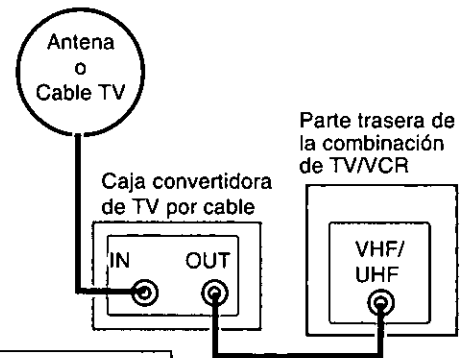 Antena
o
Cable TV
Parte trasera de
la combinación
de TV/VCR
Caja convertidora
de TV por cable
IN
OUT
VHF/
UHF